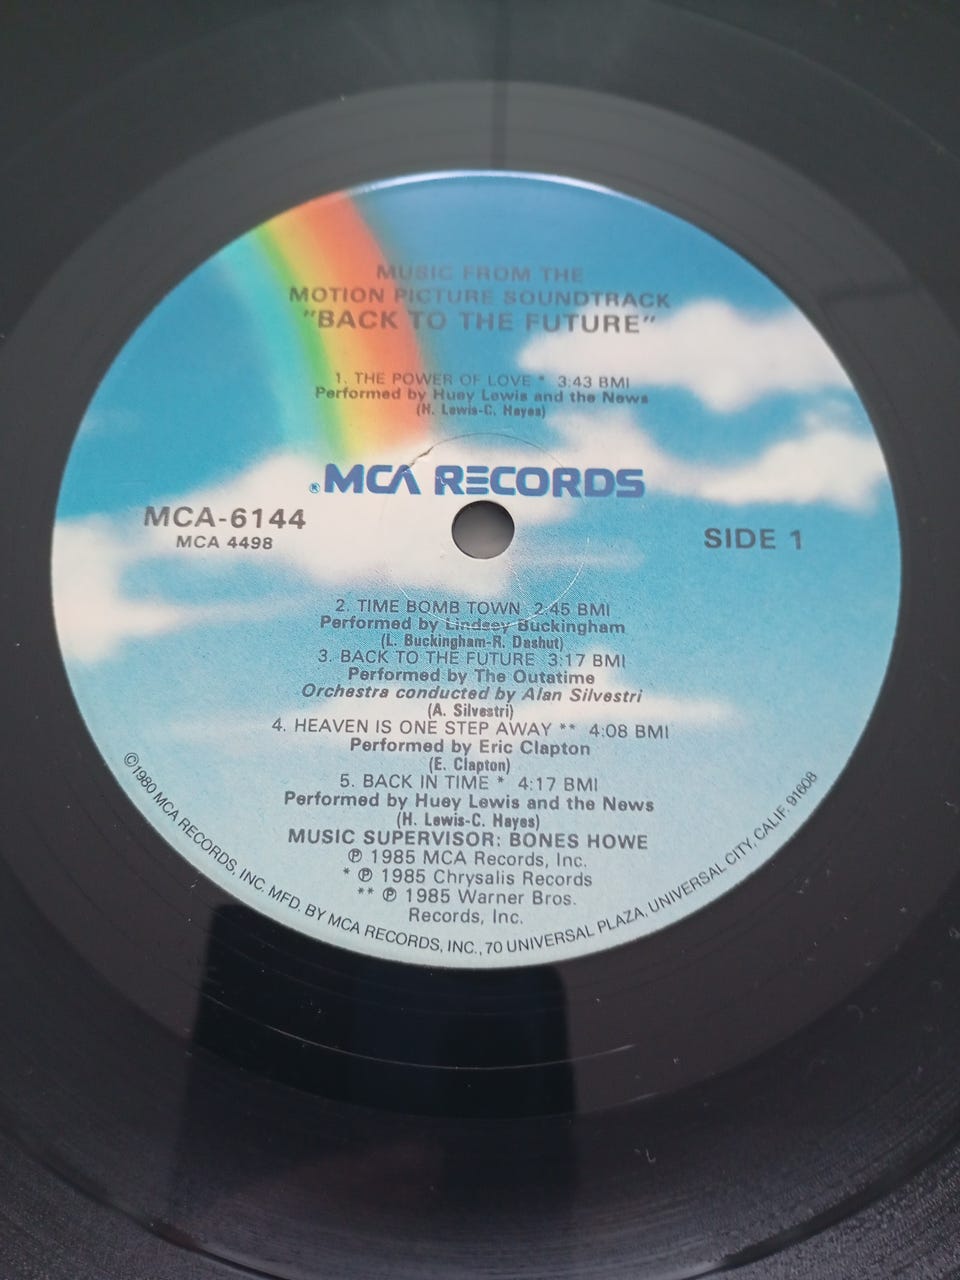 MUSIC FROM THE
MOTION PICTURE SOUNDTRACK
"BACK TO THE FUTURE"
1. THE POWER OF LOVE * 3:43 BMI
Performed by Huey Lewis and the News
(H. Lewis-C. Hayes)
® MCA RECORDS
MCA-6144
MCA 4498
SIDE 1
2. TIME BOMB TOWN 2:45 BMI
Performed by Lindsey Buckingham
(L. Buckingham-R. Dashut)
3. BACK TO THE FUTURE 3:17 BMI
Performed by The Outatime
Orchestra conducted by Alan Silvestri
(A. Silvestri)
4. HEAVEN IS ONE STEP AWAY ** 4:08 BMI
Performed by Eric Clapton
(E. Clapton)
5. BACK IN TIME * 4:17 BMI
Performed by Huey Lewis and the News
(H. Lewis-C. Hayes)
MUSIC SUPERVISOR: BONES HOWE
℗ 1985 MCA Records, Inc.
* ℗ 1985 Chrysalis Records
** ℗ 1985 Warner Bros.
Records, Inc.
©1980 MCA RECORDS, INC. MFD. BY MCA RECORDS, INC., 70 UNIVERSAL PLAZA, UNIVERSAL CITY, CALIF. 91608